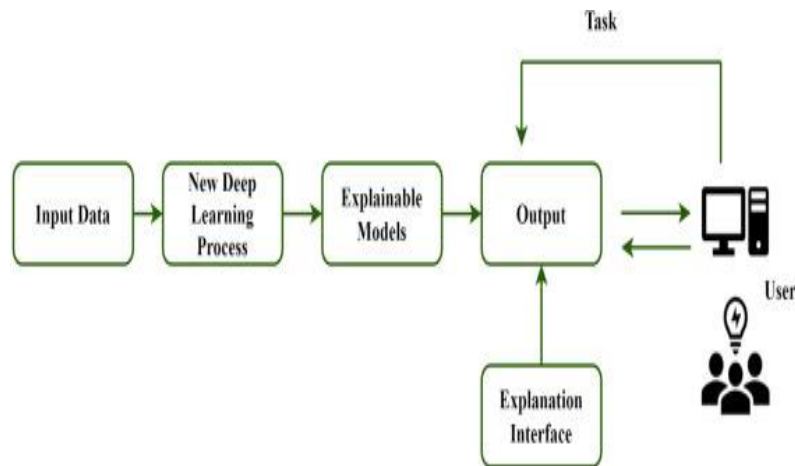 Task
Input Data
New Deep
Learning
Process
Explainable
Models
Output
User
Explanation
Interface